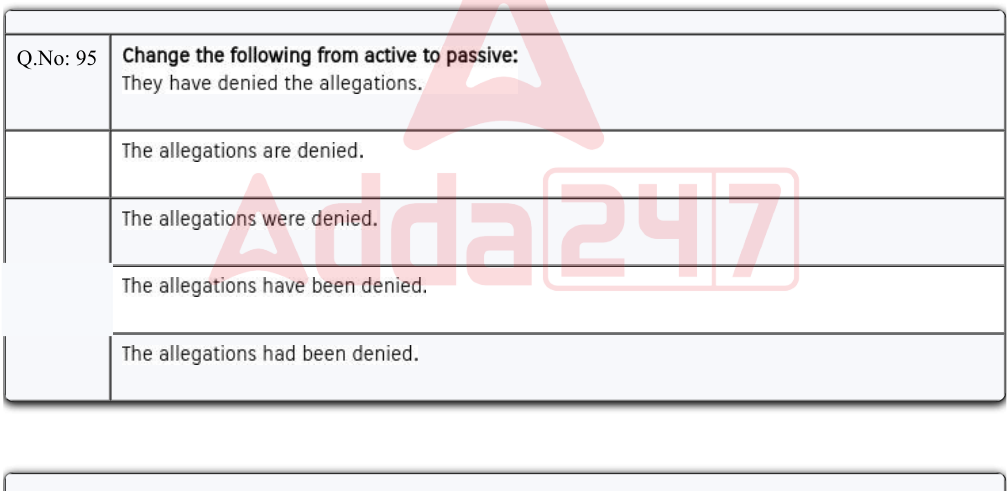 Q.No: 95
Change the following from active to passive:
They have denied the allegations.
The allegations are denied.
The allegations were denied.
The allegations have been denied.
The allegations had been denied.
Adda247